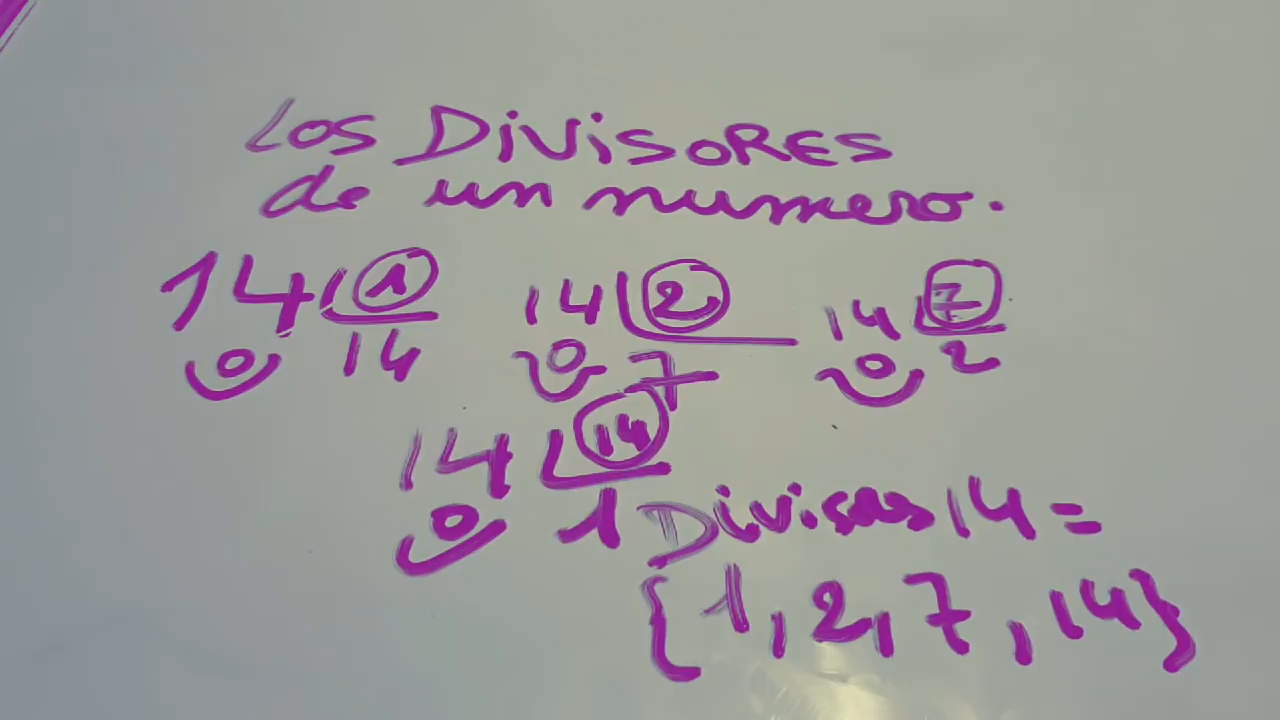 Los DiViSORES
de un numero.
14 1 14 2 14 7
0 14 0 7 0 2
14 14
0 1 Divisores 14 =
{1, 2, 7, 14}